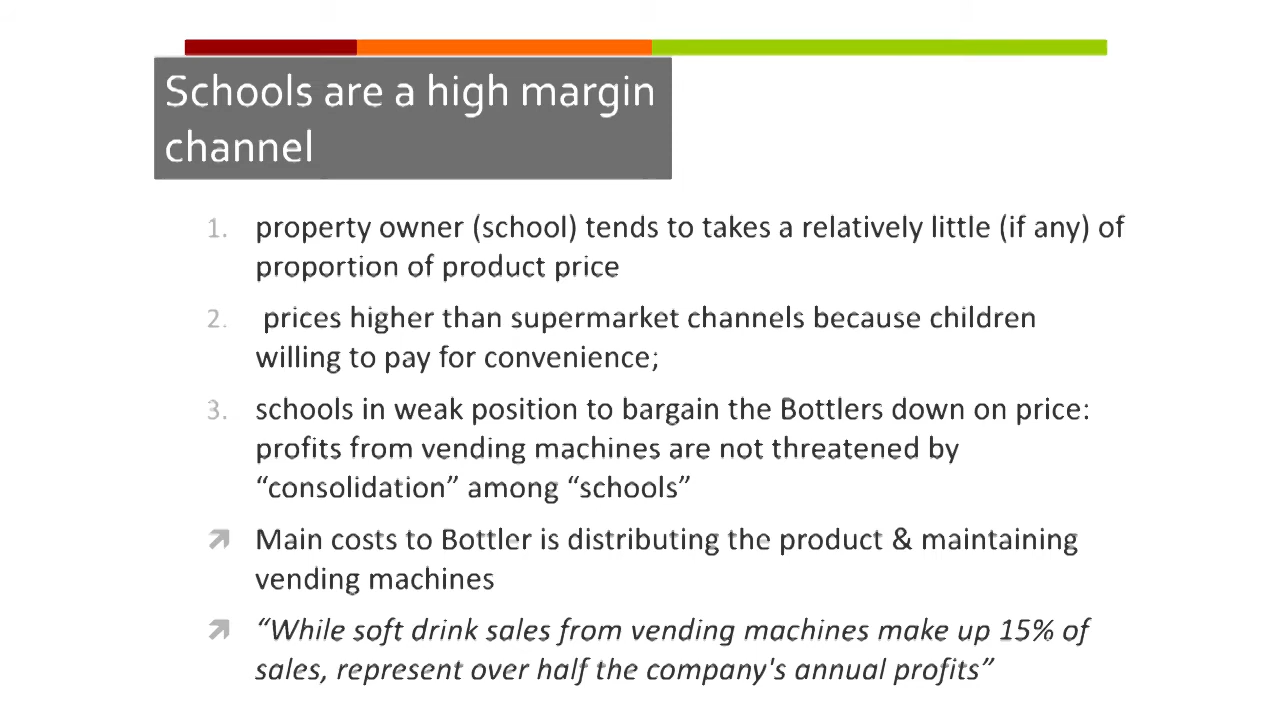 Schools are a high margin
channel
1. property owner (school) tends to takes a relatively little (if any) of
proportion of product price
2. prices higher than supermarket channels because children
willing to pay for convenience;
3. schools in weak position to bargain the Bottlers down on price:
profits from vending machines are not threatened by
“consolidation” among “schools”
Main costs to Bottler is distributing the product & maintaining
vending machines
“While soft drink sales from vending machines make up 15% of
sales, represent over half the company's annual profits”